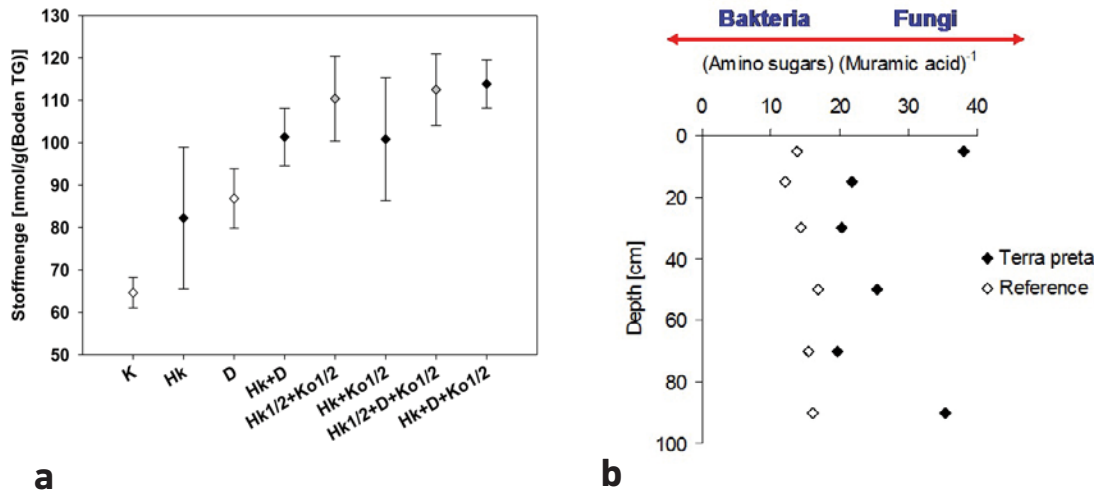 130
120
110
100
90
80
70
60
50
Stoffmenge [nmol/g(Boden TG)]
K
Hk
D
Hk+D
Hk1/2+Ko1/2
Hk+Ko1/2
Hk1/2+D+Ko1/2
Hk+D+Ko1/2
a
Bakteria Fungi
(Amino sugars) (Muramic acid)-1
0 10 20 30 40
0
20
40
60
80
100
Depth [cm]
Terra preta
Reference
b